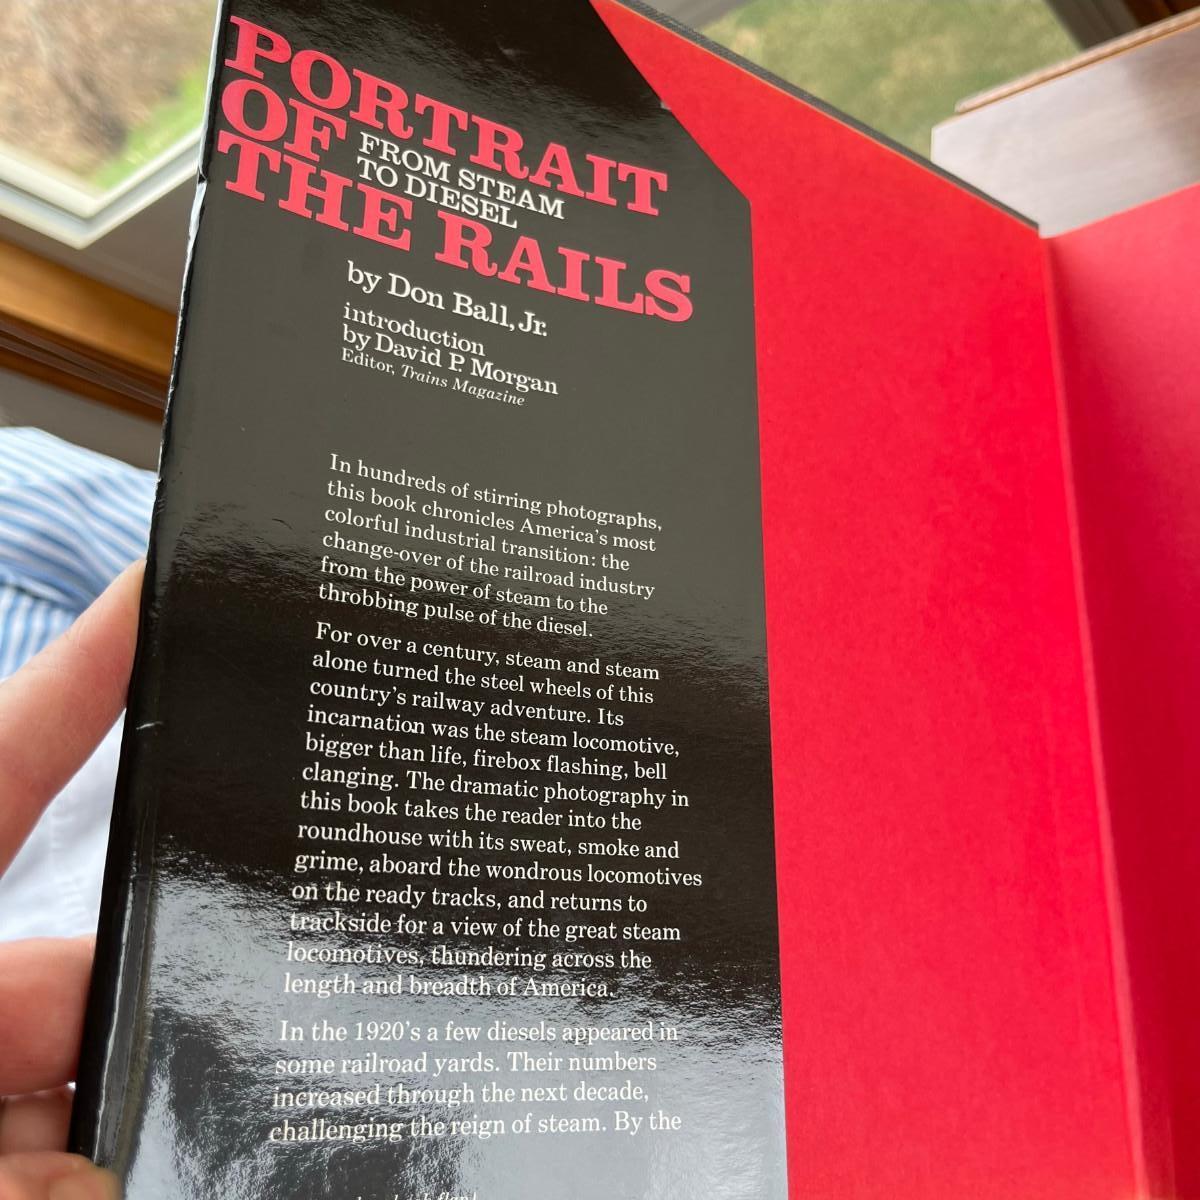 PORTRAIT
OF FROM STEAM
TO DIESEL
THE RAILS
by Don Ball, Jr.
introduction
by David P. Morgan
Editor, Trains Magazine
In hundreds of stirring photographs,
this book chronicles America's most
colorful industrial transition: the
change-over of the railroad industry
from the power of steam to the
throbbing pulse of the diesel.
For over a century, steam and steam
alone turned the steel wheels of this
country's railway adventure. Its
incarnation was the steam locomotive,
bigger than life, firebox flashing, bell
clanging. The dramatic photography in
this book takes the reader into the
roundhouse with its sweat, smoke and
grime, aboard the wondrous locomotives
on the ready tracks, and returns to
trackside for a view of the great steam
locomotives, thundering across the
length and breadth of America.
In the 1920's a few diesels appeared in
some railroad yards. Their numbers
increased through the next decade,
challenging the reign of steam. By the